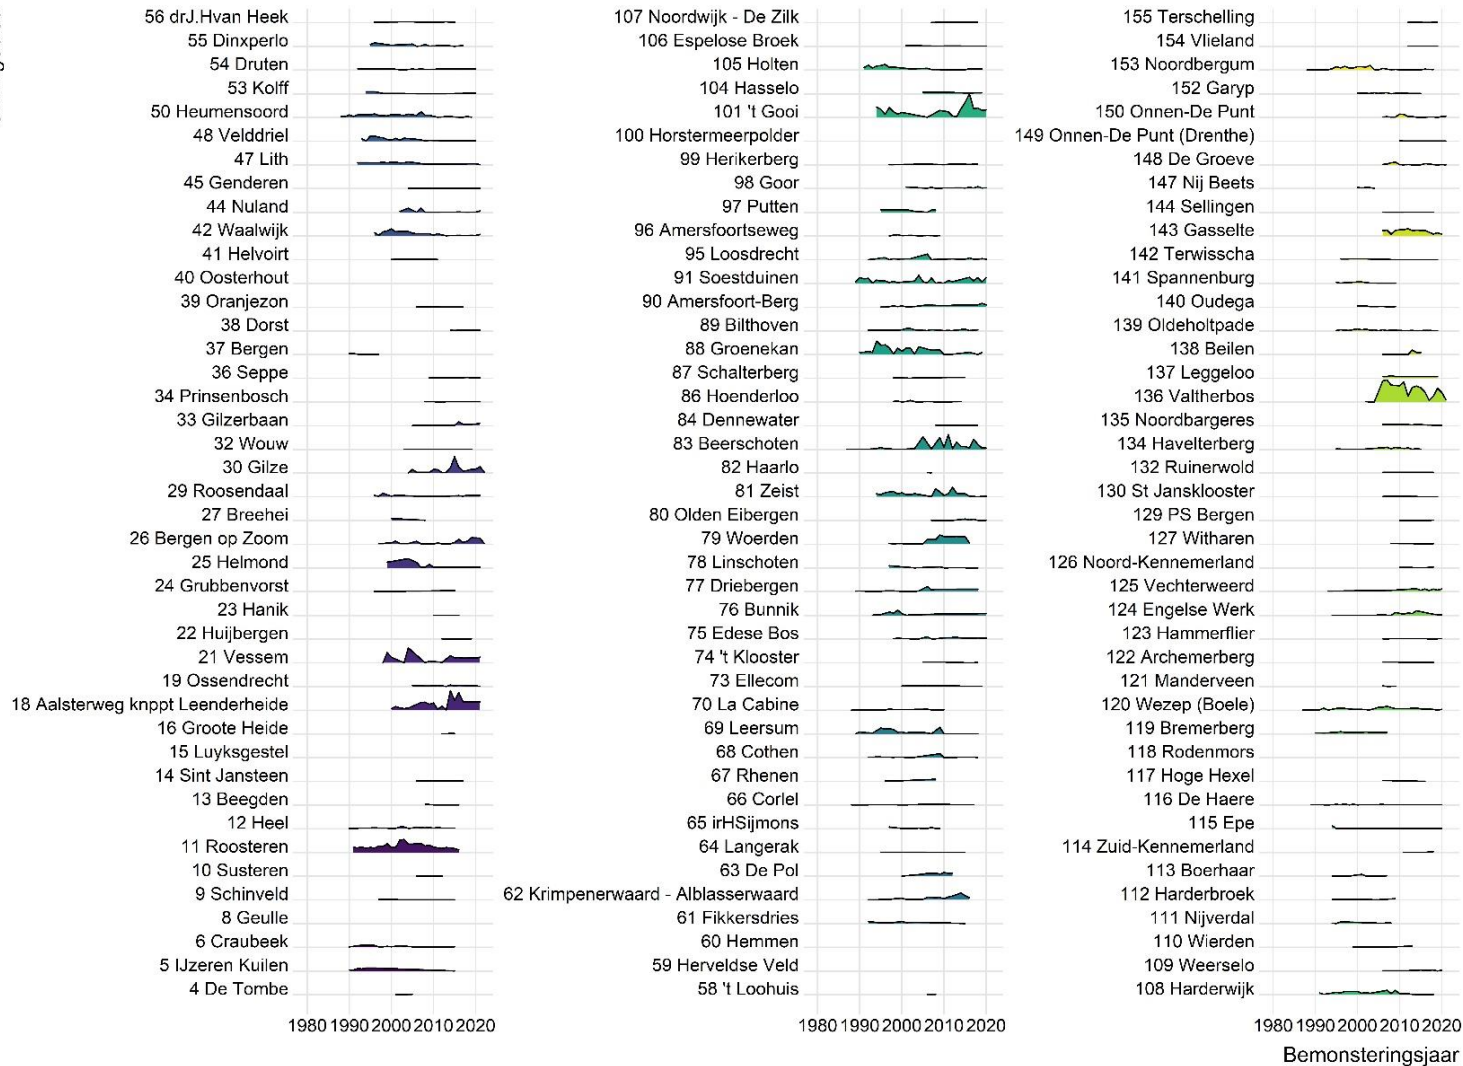 56 drJ.Hvan Heek
55 Dinxperlo
54 Druten
53 Kolff
50 Heumensoord
48 Velddriel
47 Lith
45 Genderen
44 Nuland
42 Waalwijk
41 Helvoirt
40 Oosterhout
39 Oranjezon
38 Dorst
37 Bergen
36 Seppe
34 Prinsenbosch
33 Gilzerbaan
32 Wouw
30 Gilze
29 Roosendaal
27 Breehei
26 Bergen op Zoom
25 Helmond
24 Grubbenvorst
23 Hanik
22 Huijbergen
21 Vessem
19 Ossendrecht
18 Aalsterweg knppt Leenderheide
16 Groote Heide
15 Luyksgestel
14 Sint Jansteen
13 Beegden
12 Heel
11 Roosteren
10 Susteren
9 Schinveld
8 Geulle
6 Craubeek
5 IJzeren Kuilen
4 De Tombe
1980 1990 2000 2010 2020
107 Noordwijk - De Zilk
106 Espelose Broek
105 Holten
104 Hasselo
101 't Gooi
100 Horstermeerpolder
99 Herikerberg
98 Goor
97 Putten
96 Amersfoortseweg
95 Loosdrecht
91 Soestduinen
90 Amersfoort-Berg
89 Bilthoven
88 Groenekan
87 Schalterberg
86 Hoenderloo
84 Dennewater
83 Beerschoten
82 Haarlo
81 Zeist
80 Olden Eibergen
79 Woerden
78 Linschoten
77 Driebergen
76 Bunnik
75 Edese Bos
74 't Klooster
73 Ellecom
70 La Cabine
69 Leersum
68 Cothen
67 Rhenen
66 Corlel
65 irHSijmons
64 Langerak
63 De Pol
62 Krimpenerwaard - Alblasserwaard
61 Fikkersdries
60 Hemmen
59 Herveldse Veld
58 't Loohuis
1980 1990 2000 2010 2020
155 Terschelling
154 Vlieland
153 Noordbergum
152 Garyp
150 Onnen-De Punt
149 Onnen-De Punt (Drenthe)
148 De Groeve
147 Nij Beets
144 Sellingen
143 Gasselte
142 Terwisscha
141 Spannenburg
140 Oudega
139 Oldeholtpade
138 Beilen
137 Leggeloo
136 Valtherbos
135 Noordbargeres
134 Havelterberg
132 Ruinerwold
130 St Jansklooster
129 PS Bergen
127 Witharen
126 Noord-Kennemerland
125 Vechterweerd
124 Engelse Werk
123 Hammerflier
122 Archemerberg
121 Manderveen
120 Wezep (Boele)
119 Bremerberg
118 Rodenmors
117 Hoge Hexel
116 De Haere
115 Epe
114 Zuid-Kennemerland
113 Boerhaar
112 Harderbroek
111 Nijverdal
110 Wierden
109 Weerselo
108 Harderwijk
1980 1990 2000 2010 2020
Bemonsteringsjaar